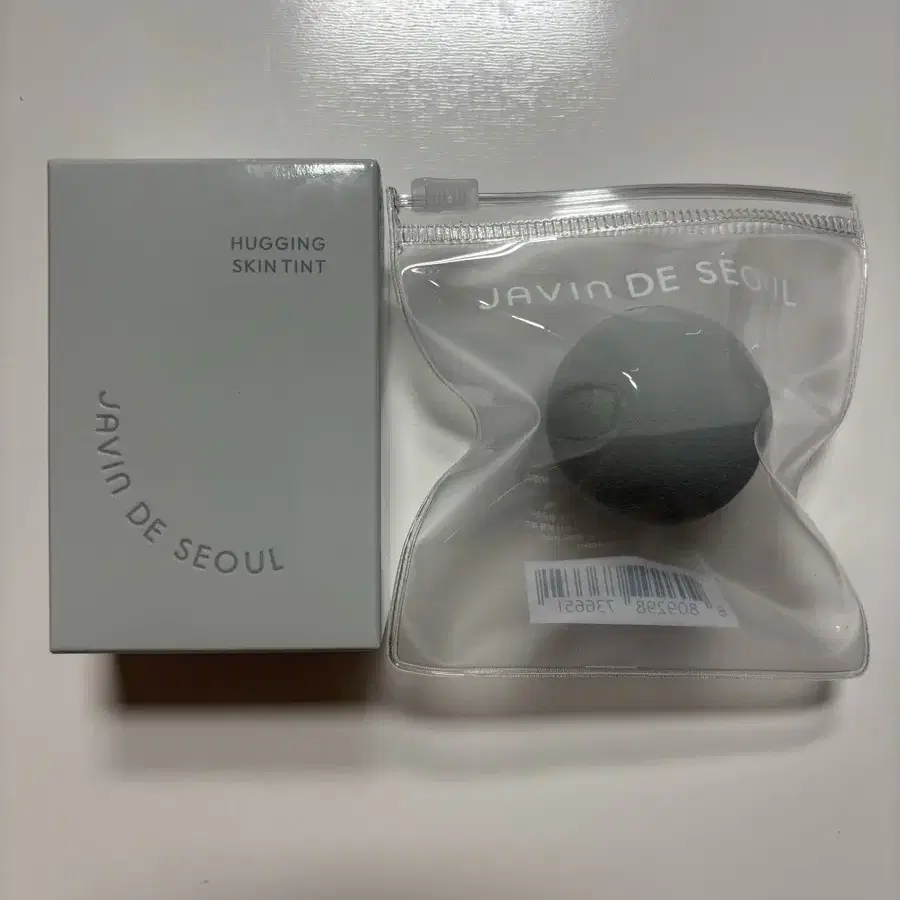 HUGGING
SKIN TINT
JAVIN DE SEOUL
JAVIN DE SEOUL
8 809298 736651